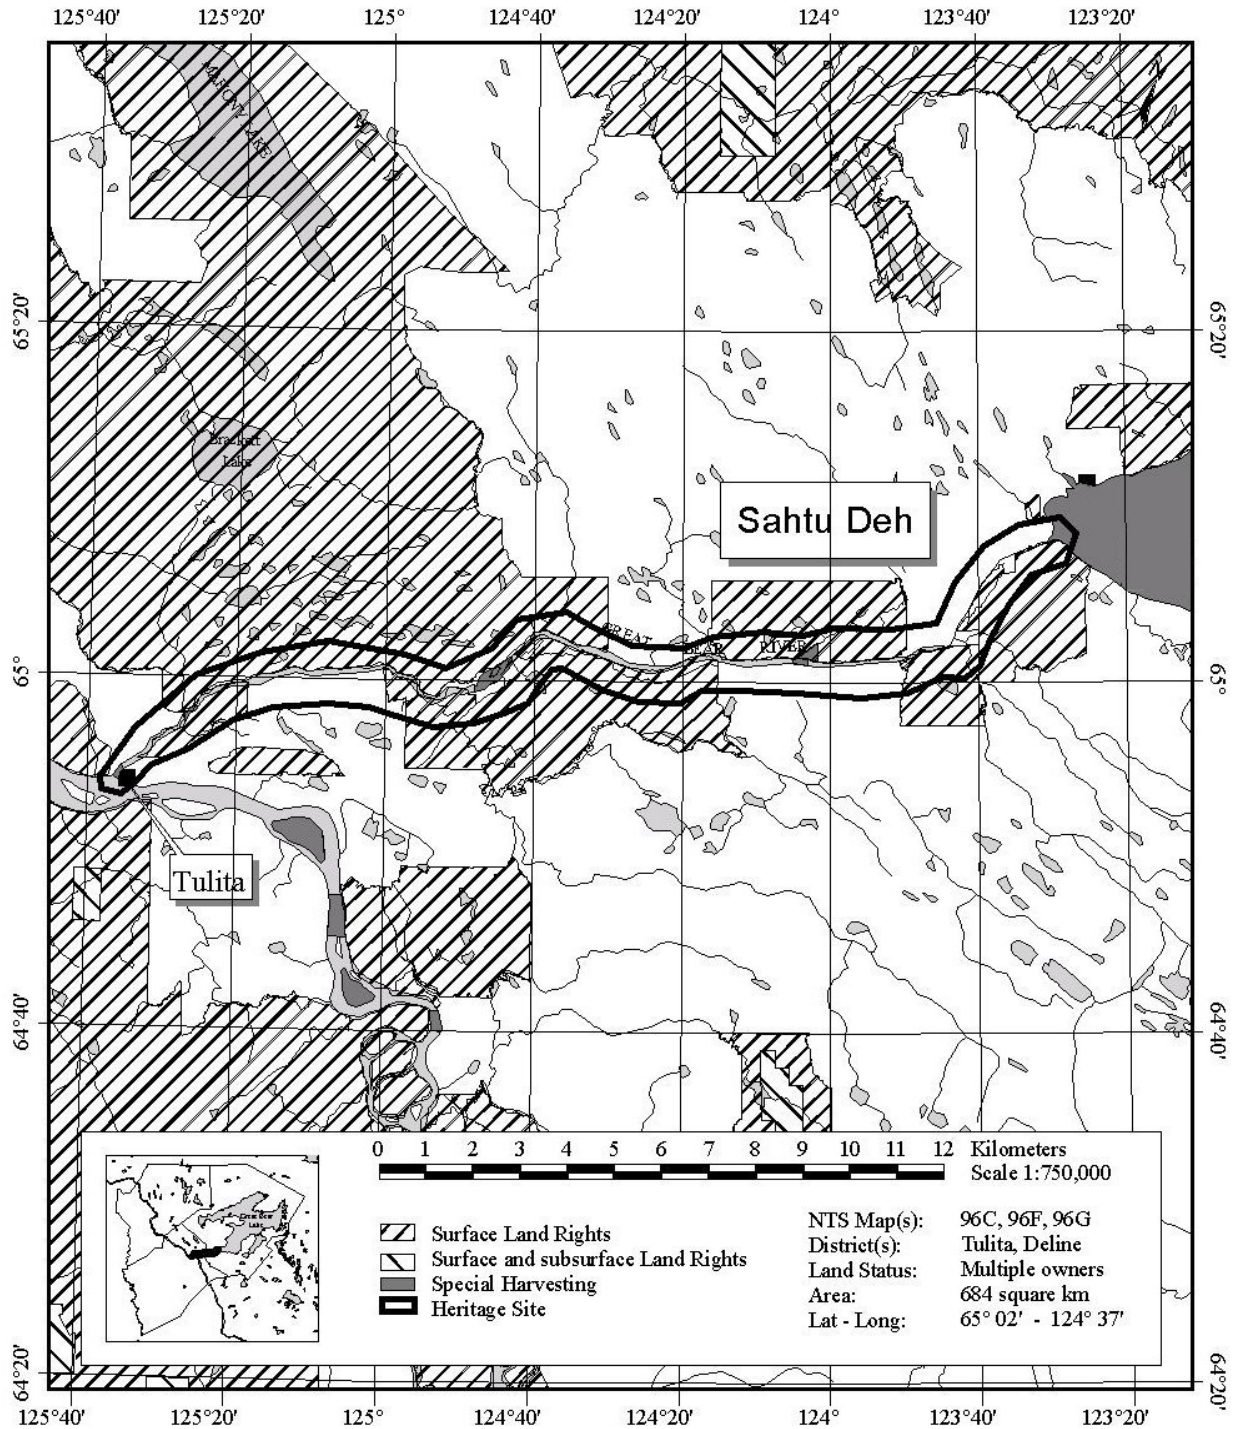 125°40' 125°20' 125° 124°40' 124°20' 124° 123°40' 123°20'
MAHONY LAKE
65°20' 65°20'
Brackett
Lake
Sahtu Deh
GREAT BEAR RIVER
65° 65°
Tulita
64°40' 64°40'
0 1 2 3 4 5 6 7 8 9 10 11 12 Kilometers
Scale 1:750,000
Great Bear
Lake
Surface Land Rights
Surface and subsurface Land Rights
Special Harvesting
Heritage Site
NTS Map(s): 96C, 96F, 96G
District(s): Tulita, Deline
Land Status: Multiple owners
Area: 684 square km
Lat - Long: 65° 02' - 124° 37'
64°20' 64°20'
125°40' 125°20' 125° 124°40' 124°20' 124° 123°40' 123°20'